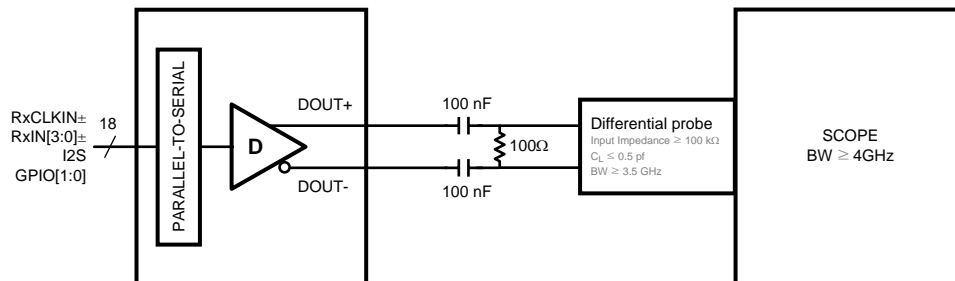 RxCLKIN±
RxIN[3:0]±
I2S
GPIO[1:0]
18
PARALLEL-TO-SERIAL
D
DOUT+
DOUT-
100 nF
100Ω
100 nF
Differential probe
Input Impedance ≥ 100 kΩ
CL ≤ 0.5 pf
BW ≥ 3.5 GHz
SCOPE
BW ≥ 4GHz